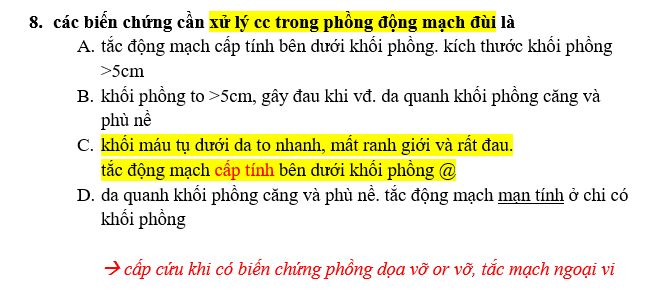 8. các biến chứng cần xử lý cc trong phồng động mạch đùi là
A. tắc động mạch cấp tính bên dưới khối phồng. kích thước khối phồng
>5cm
B. khối phồng to >5cm, gây đau khi vđ. da quanh khối phồng căng và
phù nề
C. khối máu tụ dưới da to nhanh, mất ranh giới và rất đau.
tắc động mạch cấp tính bên dưới khối phồng @
D. da quanh khối phồng căng và phù nề. tắc động mạch mạn tính ở chi có
khối phồng
→ cấp cứu khi có biến chứng phồng dọa vỡ or vỡ, tắc mạch ngoại vi